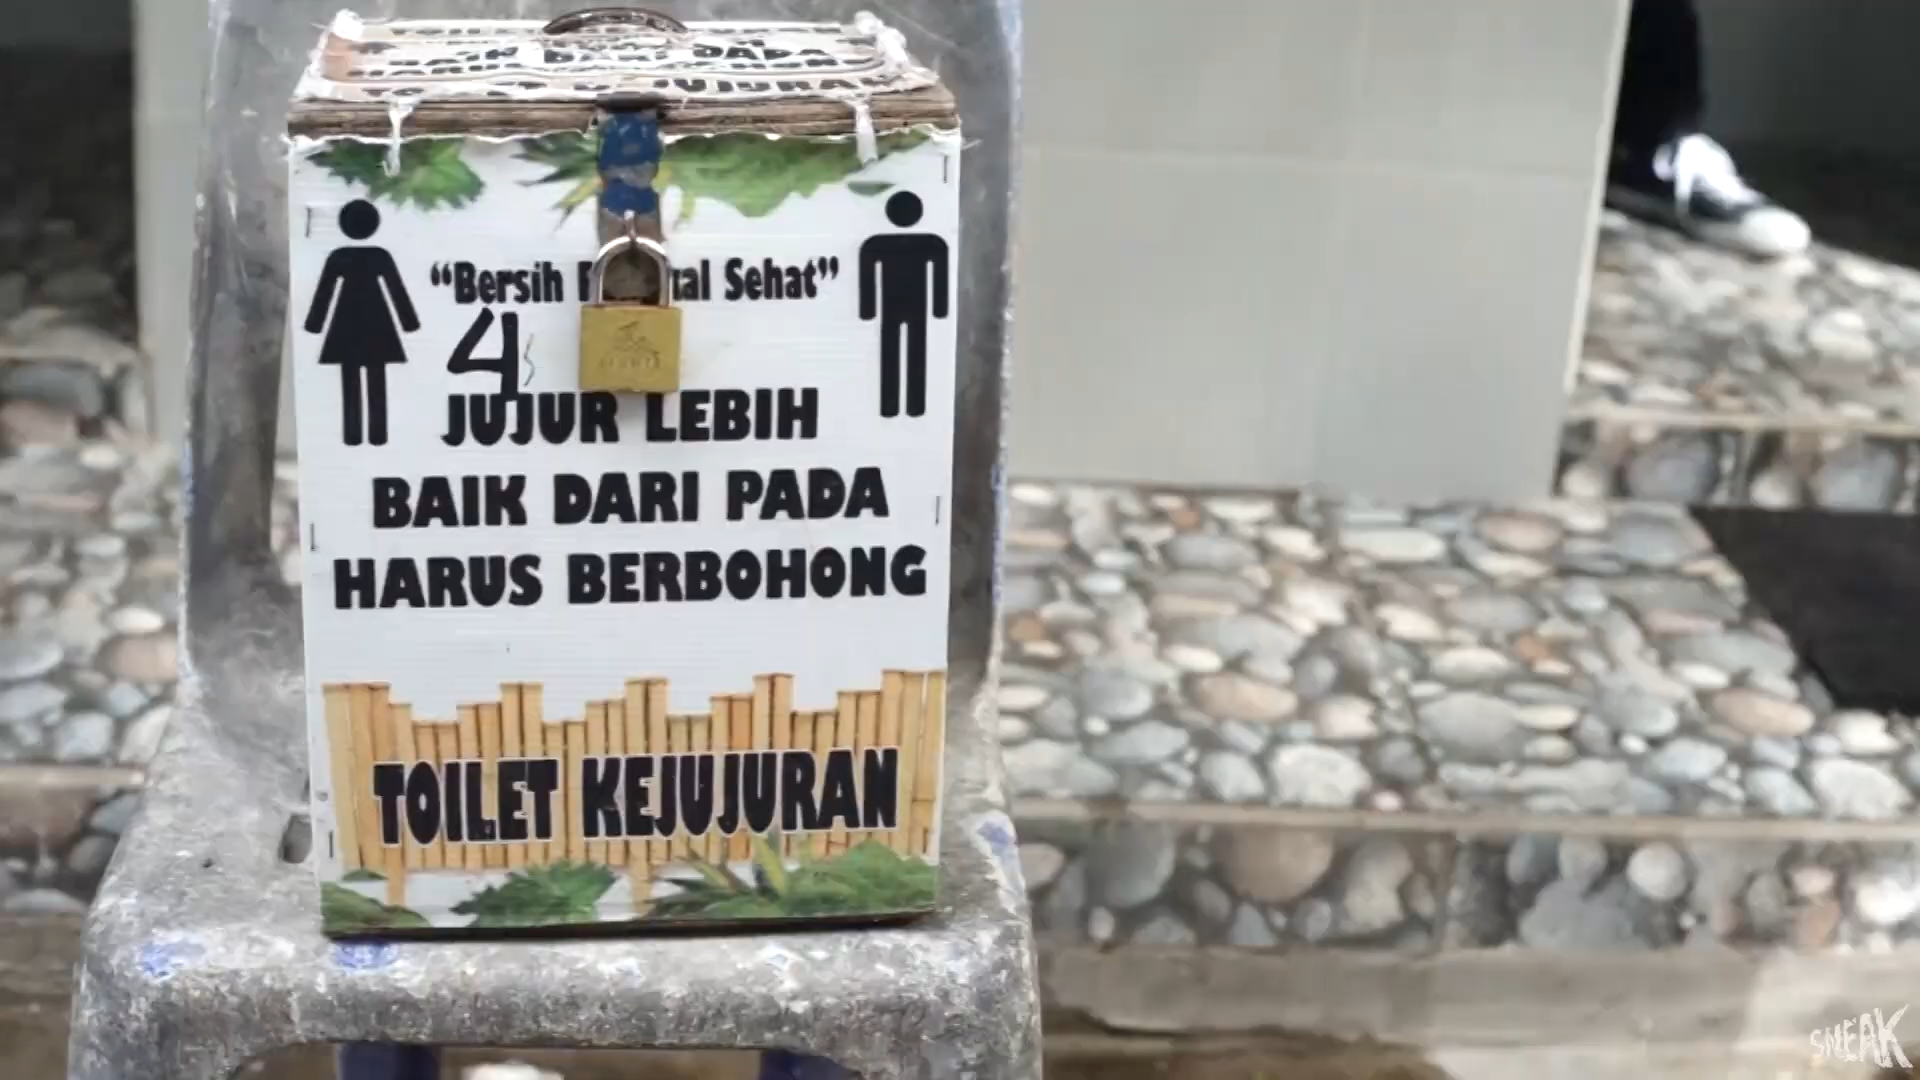 “Bersih Sehat”
4
JUJUR LEBIH
BAIK DARI PADA
HARUS BERBOHONG
TOILET KEJUJURAN
SNEAK